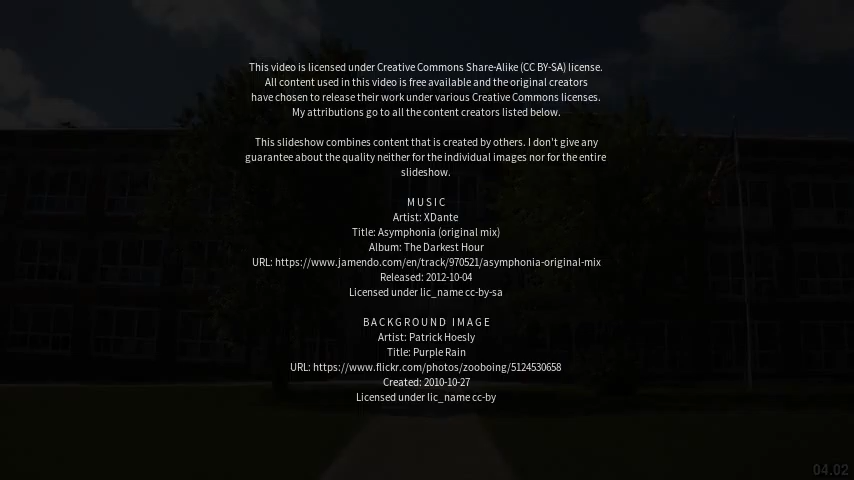 This video is licensed under Creative Commons Share-Alike (CC BY-SA) license.
All content used in this video is free available and the original creators
have chosen to release their work under various Creative Commons licenses.
My attributions go to all the content creators listed below.
This slideshow combines content that is created by others. I don't give any
guarantee about the quality neither for the individual images nor for the entire
slideshow.
MUSIC
Artist: XDante
Title: Asymphonia (original mix)
Album: The Darkest Hour
URL: https://www.jamendo.com/en/track/970521/asymphonia-original-mix
Released: 2012-10-04
Licensed under lic_name cc-by-sa
BACKGROUND IMAGE
Artist: Patrick Hoesly
Title: Purple Rain
URL: https://www.flickr.com/photos/zooboing/5124530658
Created: 2010-10-27
Licensed under lic_name cc-by
04.02